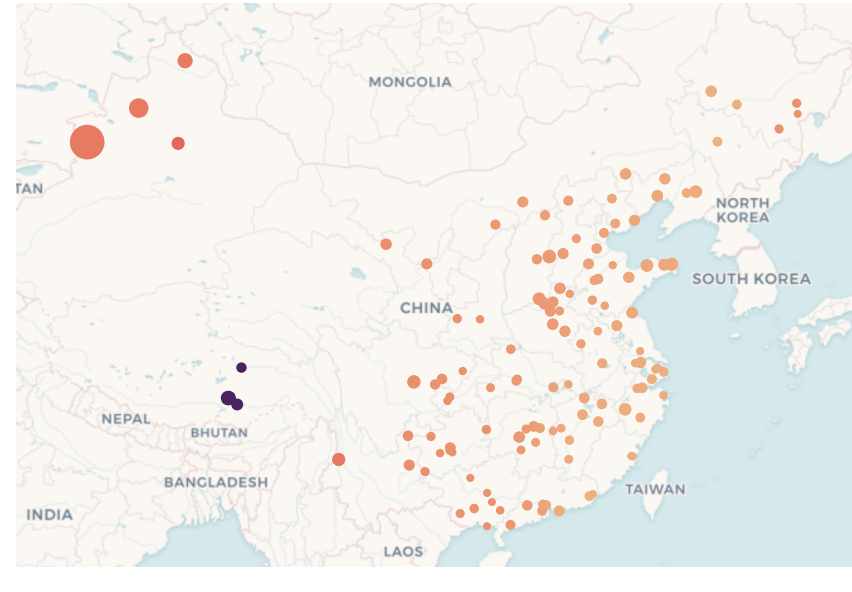 MONGOLIA
TAN
NORTH
KOREA
SOUTH KOREA
CHINA
NEPAL
BHUTAN
BANGLADESH
TAIWAN
INDIA
LAOS